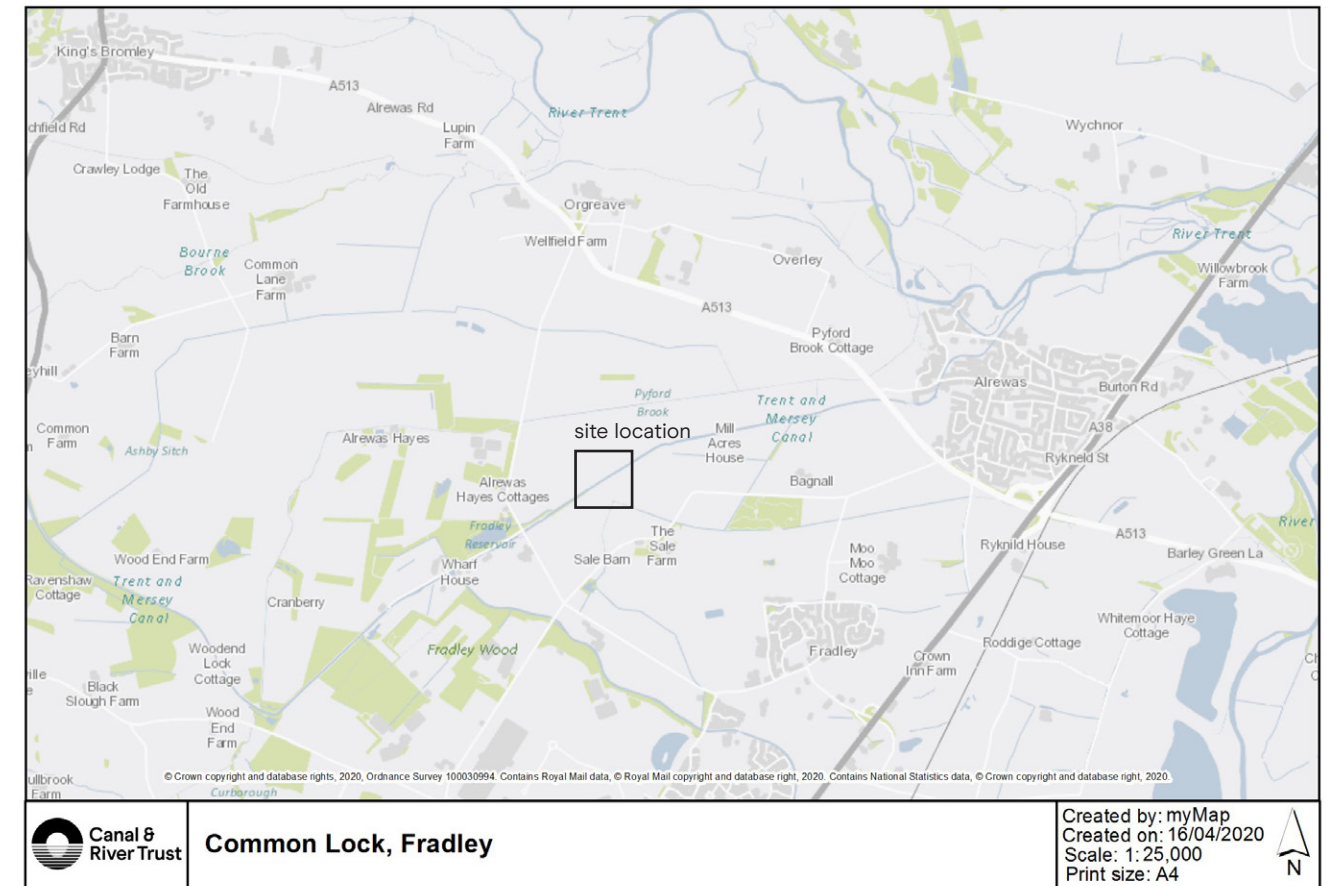 King's Bromley
A513
Alrewas Rd
River Trent
Lupin
Farm
Wychnor
chfield Rd
Crawley Lodge
The
Old
Farmhouse
Orgreave
River Trent
Wellfield Farm
Bourne
Brook
Common
Lane
Farm
Overley
Willowbrook
Farm
A513
Barn
Farm
Pyford
Brook Cottage
eyhill
Alrewas
Burton Rd
Pyford
Brook
Trent and
Mersey
Canal
Common
Farm
Ashby Sitch
Alrewas Hayes
site location
Mill
Acres
House
A38
Rykneld St
Alrewas
Hayes Cottages
Bagnall
Fradley
Reservoir
River
A513
The
Sale
Farm
Sale Barn
Ryknild House
Barley Green La
Wood End Farm
Wharf
House
Moo
Moo
Cottage
Ravenshaw
Cottage
Trent and
Mersey
Canal
Cranberry
Whitemoor Haye
Cottage
Fradley Wood
Fradley
Roddige Cottage
Woodend
Lock
Cottage
Crown
Inn Farm
ville
e
Black
Slough Farm
Wood
End
Farm
ullbrook
Farm
Curborough
© Crown copyright and database rights, 2020, Ordnance Survey 100030994. Contains Royal Mail data, © Royal Mail copyright and database right, 2020. Contains National Statistics data, © Crown copyright and database right, 2020.
Canal &
River Trust
Common Lock, Fradley
Created by: myMap
Created on: 16/04/2020
Scale: 1:25,000
Print size: A4
N